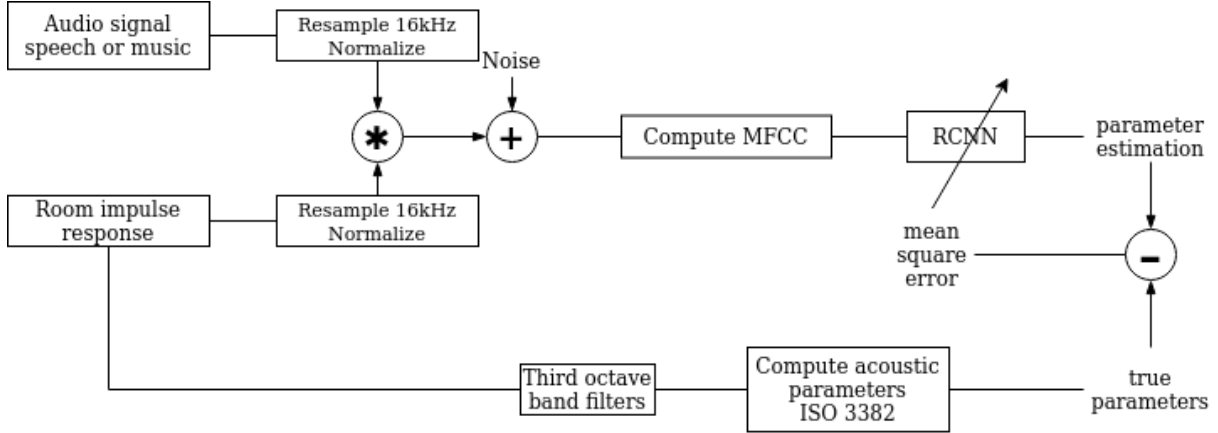 Audio signal
speech or music
Resample 16kHz
Normalize
Noise
*
+
Compute MFCC
RCNN
parameter
estimation
Room impulse
response
Resample 16kHz
Normalize
mean
square
error
-
Third octave
band filters
Compute acoustic
parameters
ISO 3382
true
parameters